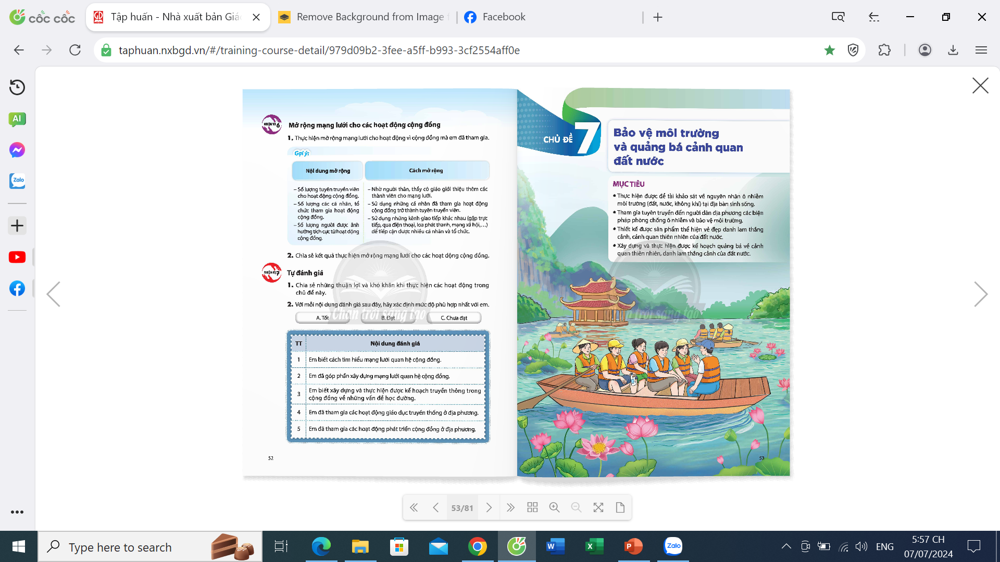 cốc cốc
Tập huấn - Nhà xuất bản Giáo
Remove Background from Image f
Facebook
taphuan.nxbgd.vn/#/training-course-detail/979d09b2-3fee-a5ff-b993-3cf2554aff0e
AI
Zalo
NHIỆM VỤ 6
Mở rộng mạng lưới cho các hoạt động cộng đồng
1. Thực hiện mở rộng mạng lưới cho hoạt động vì cộng đồng mà em đã tham gia.
Gợi ý:
Nội dung mở rộng
Cách mở rộng
– Số lượng tuyên truyền viên
cho hoạt động cộng đồng.
– Số lượng các cá nhân, tổ
chức tham gia hoạt động
cộng đồng.
– Số lượng người được ảnh
hưởng tích cực từ hoạt động
cộng đồng.
– Nhờ người thân, thầy cô giáo giới thiệu thêm các
thành viên cho mạng lưới.
– Sử dụng những cá nhân đã tham gia hoạt động
cộng đồng trở thành tuyên truyền viên.
– Sử dụng những kênh giao tiếp khác nhau (gặp trực
tiếp, qua điện thoại, loa phát thanh, mạng xã hội,...)
để tiếp cận được nhiều cá nhân và tổ chức.
2. Chia sẻ kết quả thực hiện mở rộng mạng lưới cho các hoạt động cộng đồng.
NHIỆM VỤ 7
Tự đánh giá
1. Chia sẻ những thuận lợi và khó khăn khi thực hiện các hoạt động trong
chủ đề này.
2. Với mỗi nội dung đánh giá sau đây, hãy xác định mức độ phù hợp nhất với em.
A. Tốt
B. Đạt
C. Chưa đạt
Chân trời sáng tạo
TT
Nội dung đánh giá
1
Em biết cách tìm hiểu mạng lưới quan hệ cộng đồng.
2
Em đã góp phần xây dựng mạng lưới quan hệ cộng đồng.
3
Em biết xây dựng và thực hiện được kế hoạch truyền thông trong
cộng đồng về những vấn đề học đường.
4
Em đã tham gia các hoạt động giáo dục truyền thống ở địa phương.
5
Em đã tham gia các hoạt động phát triển cộng đồng ở địa phương.
52
CHỦ ĐỀ 7
Bảo vệ môi trường
và quảng bá cảnh quan
đất nước
MỤC TIÊU
• Thực hiện được đề tài khảo sát về nguyên nhân ô nhiễm
môi trường (đất, nước, không khí) tại địa bàn sinh sống.
• Tham gia tuyên truyền đến người dân địa phương các biện
pháp phòng chống ô nhiễm và bảo vệ môi trường.
• Thiết kế được sản phẩm thể hiện vẻ đẹp danh lam thắng
cảnh, cảnh quan thiên nhiên của đất nước.
• Xây dựng và thực hiện được kế hoạch quảng bá về cảnh
quan thiên nhiên, danh lam thắng cảnh của đất nước.
Chân trời sáng tạo
53
53/81
Type here to search
Zalo
ENG
5:57 CH
07/07/2024